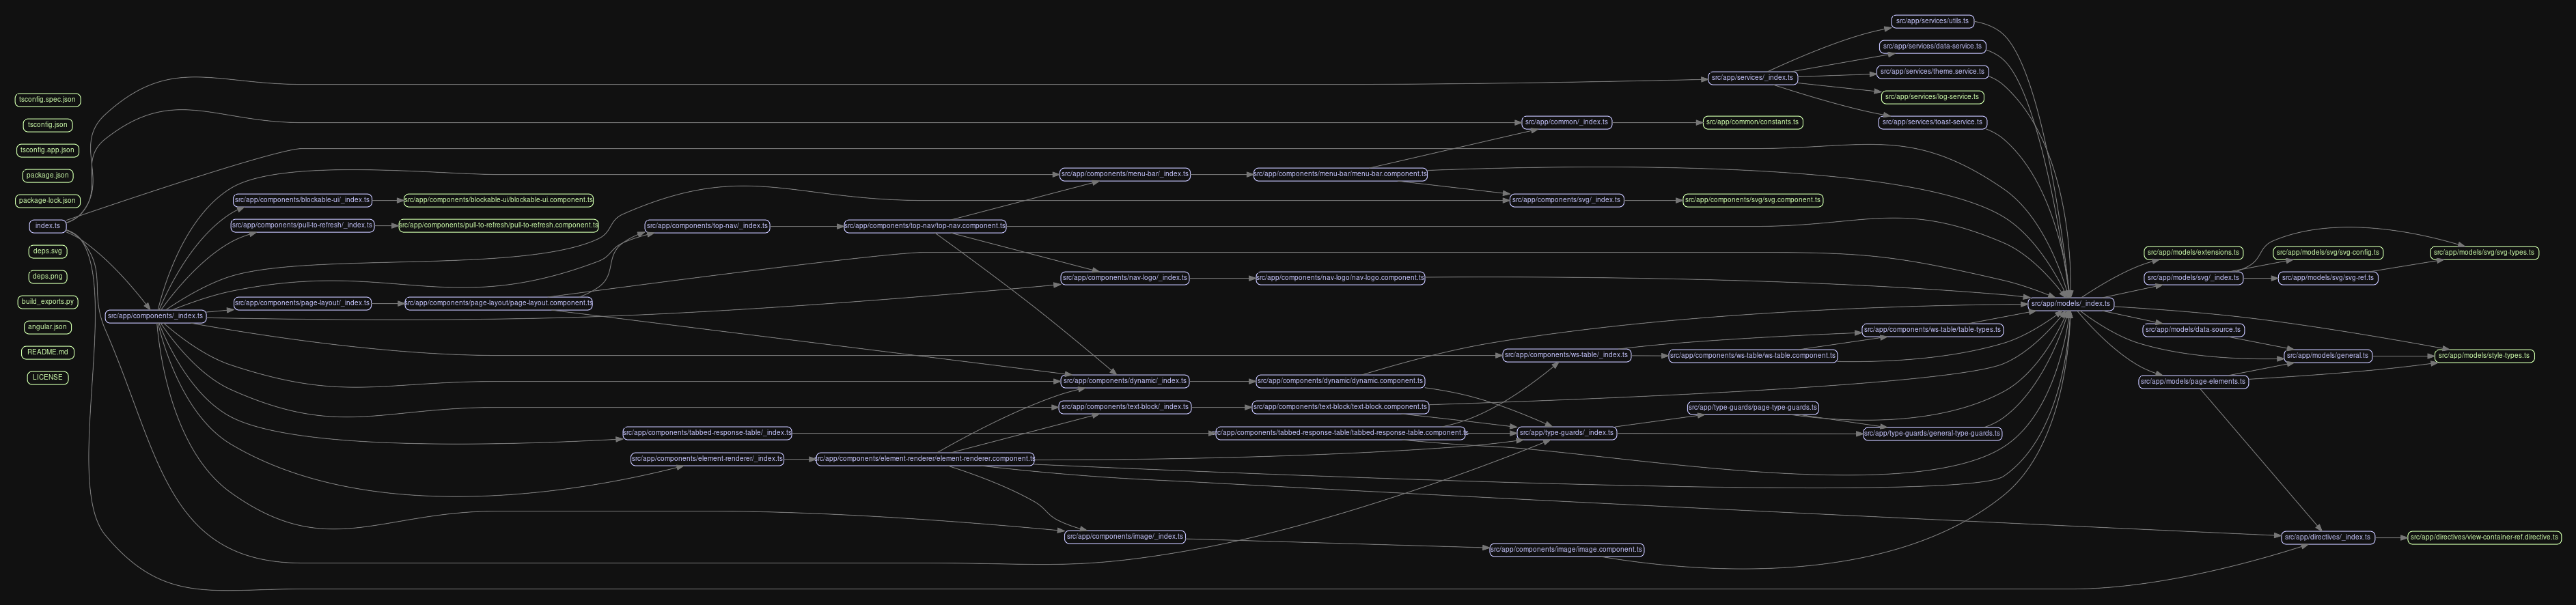 src/app/services/utils.ts
src/app/services/data-service.ts
src/app/services/theme.service.ts
src/app/services/_index.ts
src/app/services/log-service.ts
tsconfig.spec.json
src/app/common/_index.ts
src/app/common/constants.ts
src/app/services/toast-service.ts
tsconfig.json
tsconfig.app.json
package.json
src/app/components/menu-bar/_index.ts
src/app/components/menu-bar/menu-bar.component.ts
package-lock.json
src/app/components/blockable-ui/_index.ts
src/app/components/blockable-ui/blockable-ui.component.ts
src/app/components/svg/_index.ts
src/app/components/svg/svg.component.ts
index.ts
src/app/components/pull-to-refresh/_index.ts
src/app/components/pull-to-refresh/pull-to-refresh.component.ts
src/app/components/top-nav/_index.ts
src/app/components/top-nav/top-nav.component.ts
deps.svg
src/app/models/extensions.ts
src/app/models/svg/svg-config.ts
src/app/models/svg/svg-types.ts
deps.png
src/app/components/nav-logo/_index.ts
src/app/components/nav-logo/nav-logo.component.ts
src/app/models/svg/_index.ts
src/app/models/svg/svg-ref.ts
build_exports.py
src/app/components/page-layout/_index.ts
src/app/components/page-layout/page-layout.component.ts
src/app/models/_index.ts
src/app/components/_index.ts
angular.json
src/app/components/ws-table/table-types.ts
src/app/models/data-source.ts
README.md
src/app/components/ws-table/_index.ts
src/app/components/ws-table/ws-table.component.ts
src/app/models/general.ts
src/app/models/style-types.ts
LICENSE
src/app/components/dynamic/_index.ts
src/app/components/dynamic/dynamic.component.ts
src/app/models/page-elements.ts
src/app/components/text-block/_index.ts
src/app/components/text-block/text-block.component.ts
src/app/type-guards/page-type-guards.ts
src/app/components/tabbed-response-table/_index.ts
src/app/components/tabbed-response-table/tabbed-response-table.component.ts
src/app/type-guards/_index.ts
src/app/type-guards/general-type-guards.ts
src/app/components/element-renderer/_index.ts
src/app/components/element-renderer/element-renderer.component.ts
src/app/components/image/_index.ts
src/app/directives/_index.ts
src/app/directives/view-container-ref.directive.ts
src/app/components/image/image.component.ts